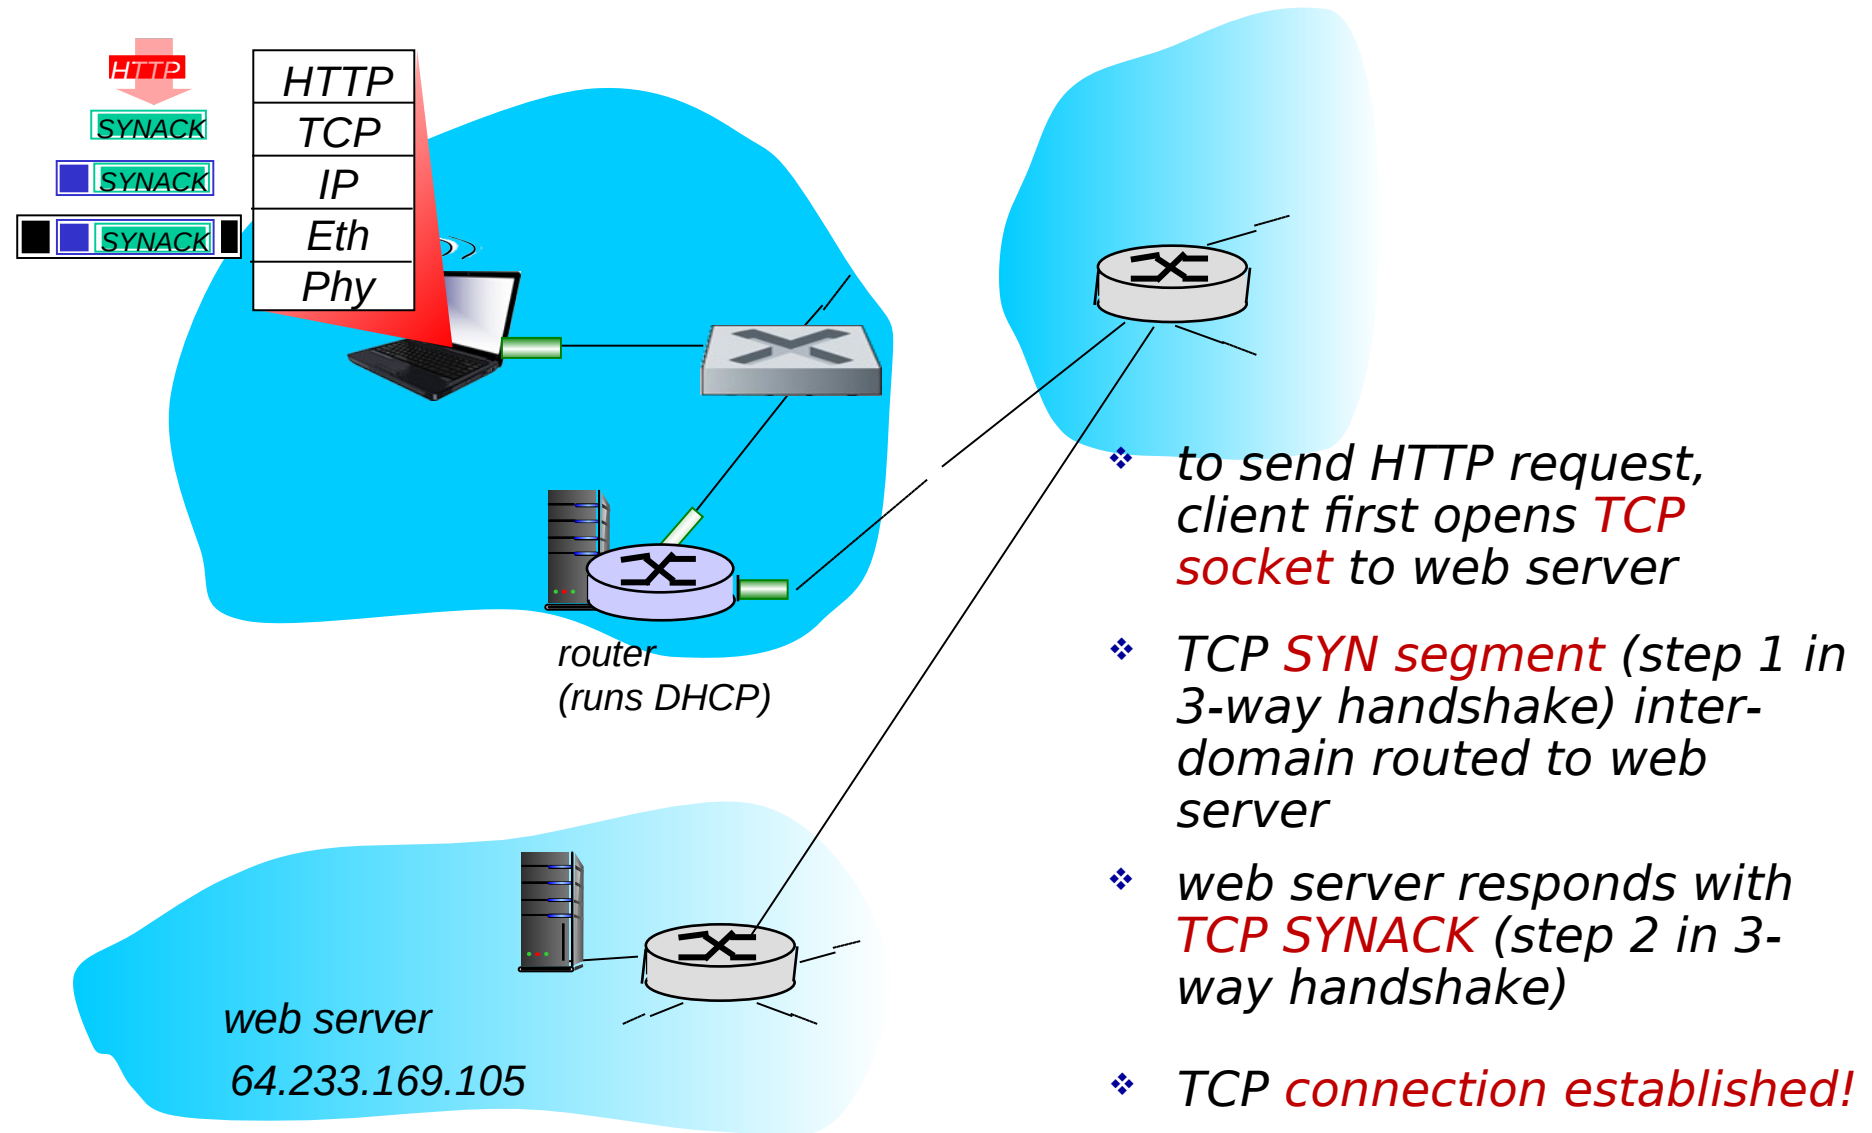 HTTP
SYNACK
SYNACK
SYNACK
HTTP
TCP
IP
Eth
Phy
router
(runs DHCP)
web server
64.233.169.105
to send HTTP request,
client first opens TCP
socket to web server
TCP SYN segment (step 1 in
3-way handshake) inter-
domain routed to web
server
web server responds with
TCP SYNACK (step 2 in 3-
way handshake)
TCP connection established!